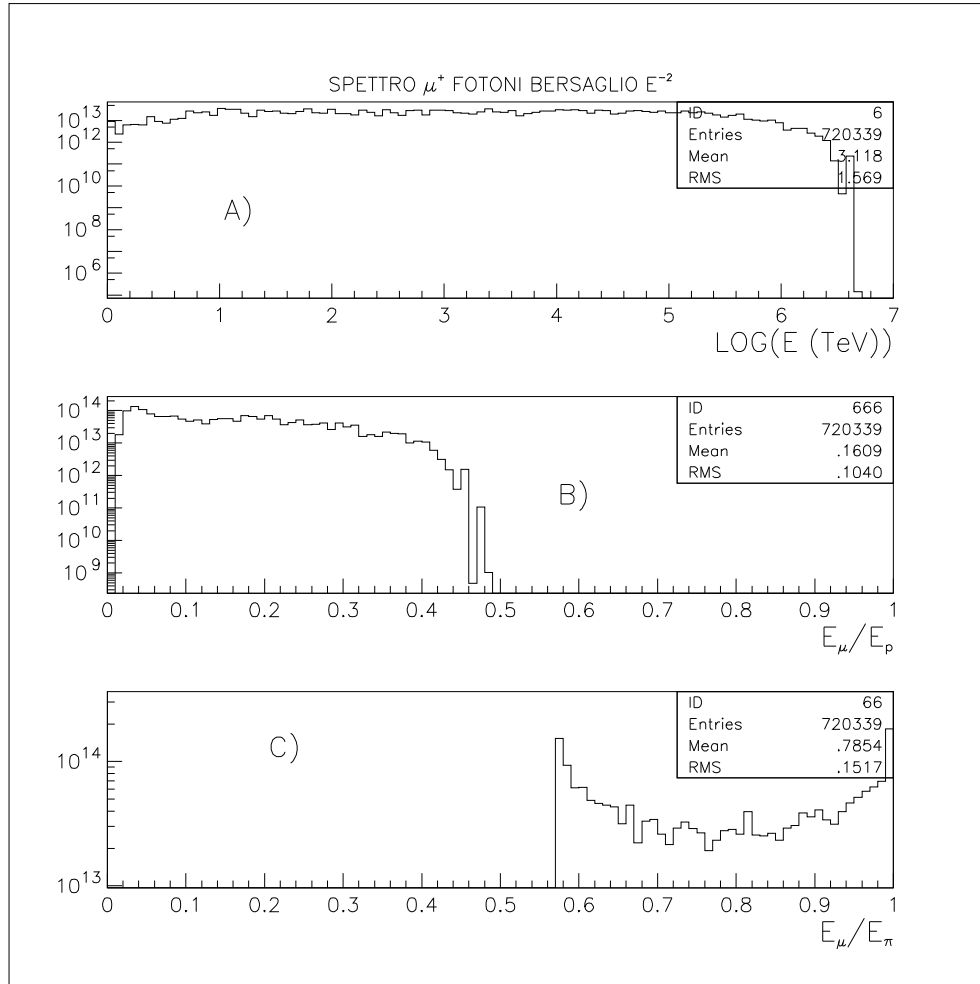 SPETTRO μ⁺ FOTONI BERSAGLIO E⁻²
10¹³
10¹²
10¹⁰
10⁸
10⁶
A)
ID 6
Entries 720339
Mean 3.118
RMS 1.569
0 1 2 3 4 5 6 7
LOG(E (TeV))
10¹⁴
10¹³
10¹²
10¹¹
10¹⁰
10⁹
B)
ID 666
Entries 720339
Mean .1609
RMS .1040
0 0.1 0.2 0.3 0.4 0.5 0.6 0.7 0.8 0.9 1
E_μ/E_p
10¹⁴
10¹³
C)
ID 66
Entries 720339
Mean .7854
RMS .1517
0 0.1 0.2 0.3 0.4 0.5 0.6 0.7 0.8 0.9 1
E_μ/E_π